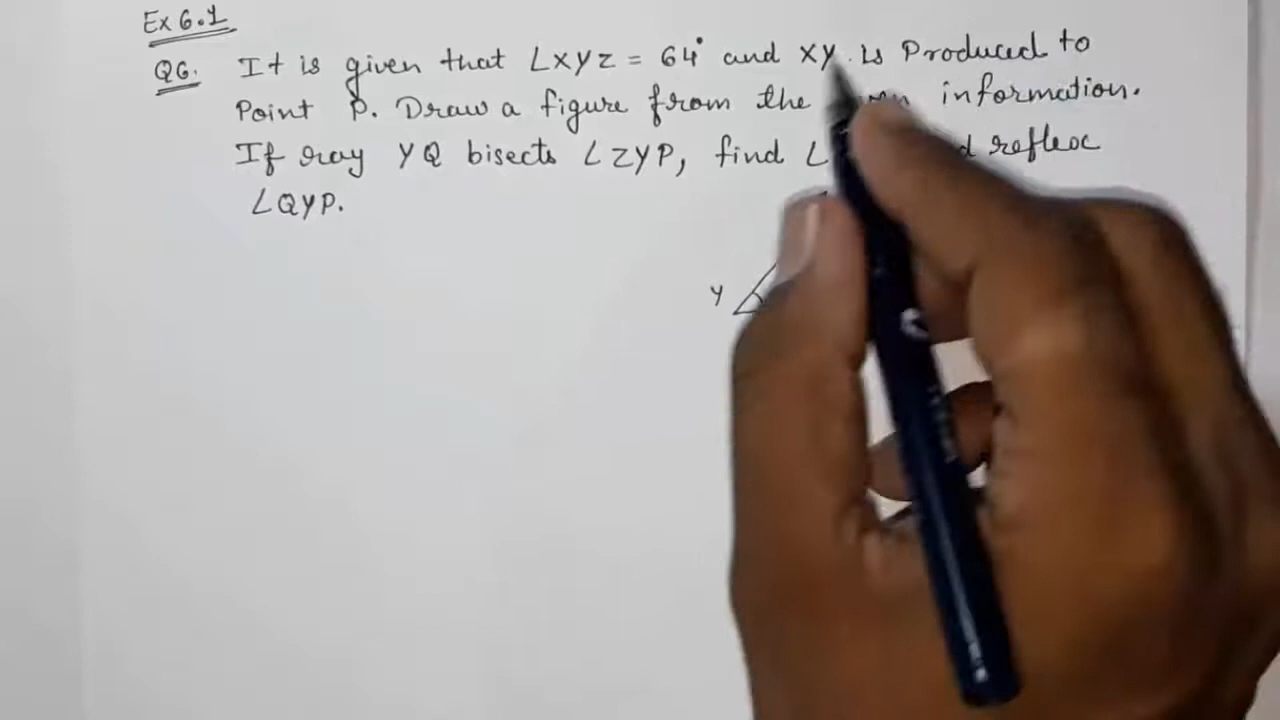 Ex 6.1
Q6. It is given that ∠XYZ = 64° and XY is Produced to
Point P. Draw a figure from the information.
If ray YQ bisects ∠ZYP, find ∠ reflex
∠QYP.
Y